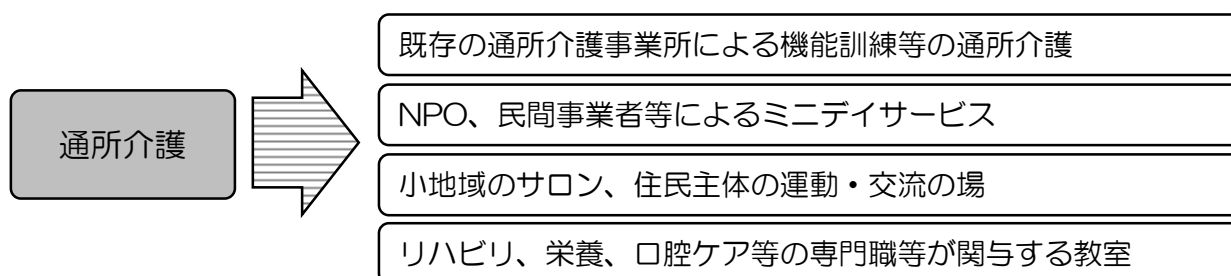 通所介護
既存の通所介護事業所による機能訓練等の通所介護
NPO、民間事業者等によるミニデイサービス
小地域のサロン、住民主体の運動・交流の場
リハビリ、栄養、口腔ケア等の専門職等が関与する教室